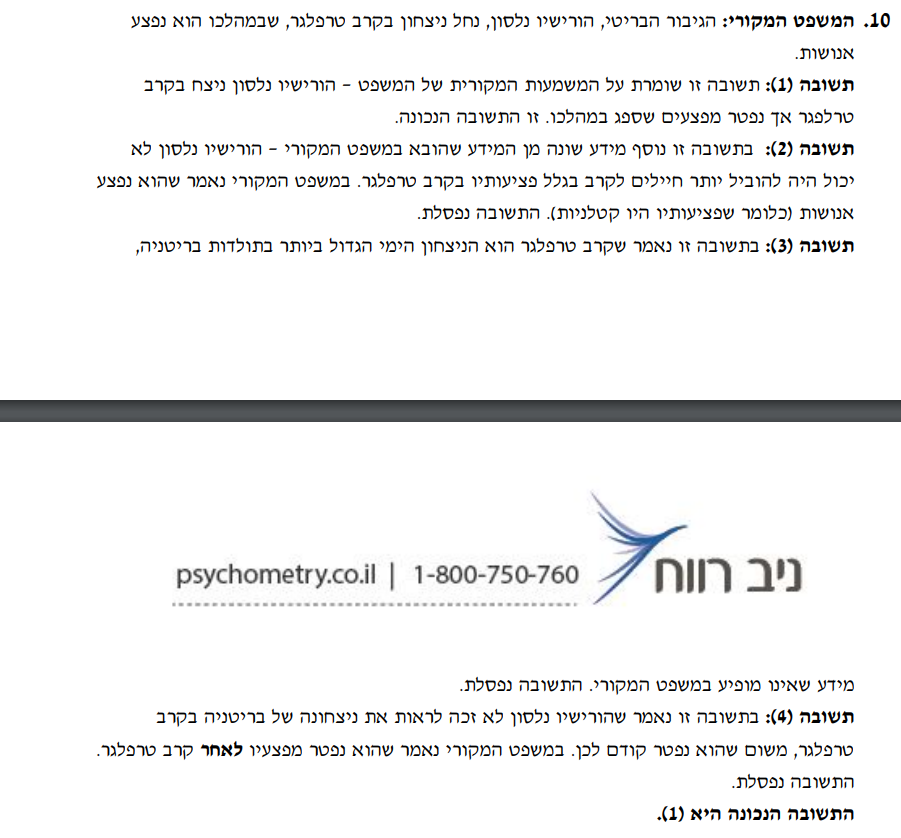 10. המשפט המקורי: הגיבור הבריטי, הורישיו נלסון, נחל ניצחון בקרב טרפלגר, שבמהלכו הוא נפצע
אנושות.
תשובה (1): תשובה זו שומרת על המשמעות המקורית של המשפט – הורישיו נלסון ניצח בקרב
טרלפגר אך נפטר מפצעים שספג במהלכו. זו התשובה הנכונה.
תשובה (2): בתשובה זו נוסף מידע שונה מן המידע שהובא במשפט המקורי – הורישיו נלסון לא
יכול היה להוביל יותר חיילים לקרב בגלל פציעותיו בקרב טרפלגר. במשפט המקורי נאמר שהוא נפצע
אנושות (כלומר שפציעותיו היו קטלניות). התשובה נפסלת.
תשובה (3): בתשובה זו נאמר שקרב טרפלגר הוא הניצחון הימי הגדול ביותר בתולדות בריטניה,
ניב רווח
psychometry.co.il | 1-800-750-760
מידע שאינו מופיע במשפט המקורי. התשובה נפסלת.
תשובה (4): בתשובה זו נאמר שהורישיו נלסון לא זכה לראות את ניצחונה של בריטניה בקרב
טרפלגר, משום שהוא נפטר קודם לכן. במשפט המקורי נאמר שהוא נפטר מפצעיו לאחר קרב טרפלגר.
התשובה נפסלת.
התשובה הנכונה היא (1).